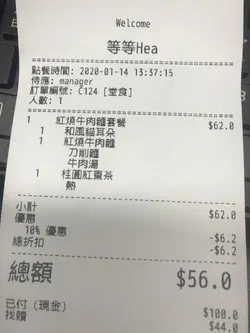 Welcome
等等Hea
點餐時間: 2020-01-14 13:37:15
侍應: manager
訂單編號: C124 [堂食]
人數: 1
1 紅燒牛肉麵套餐 $62.0
1 和風貓耳朵
1 紅燒牛肉麵
刀削麵
牛肉湯
1 桂圓紅棗茶
熱
小計 $62.0
優惠
10% 優惠 -$6.2
總折扣 -$6.2
總額 $56.0
已付 (現金) $100.0
找贖 $44.0